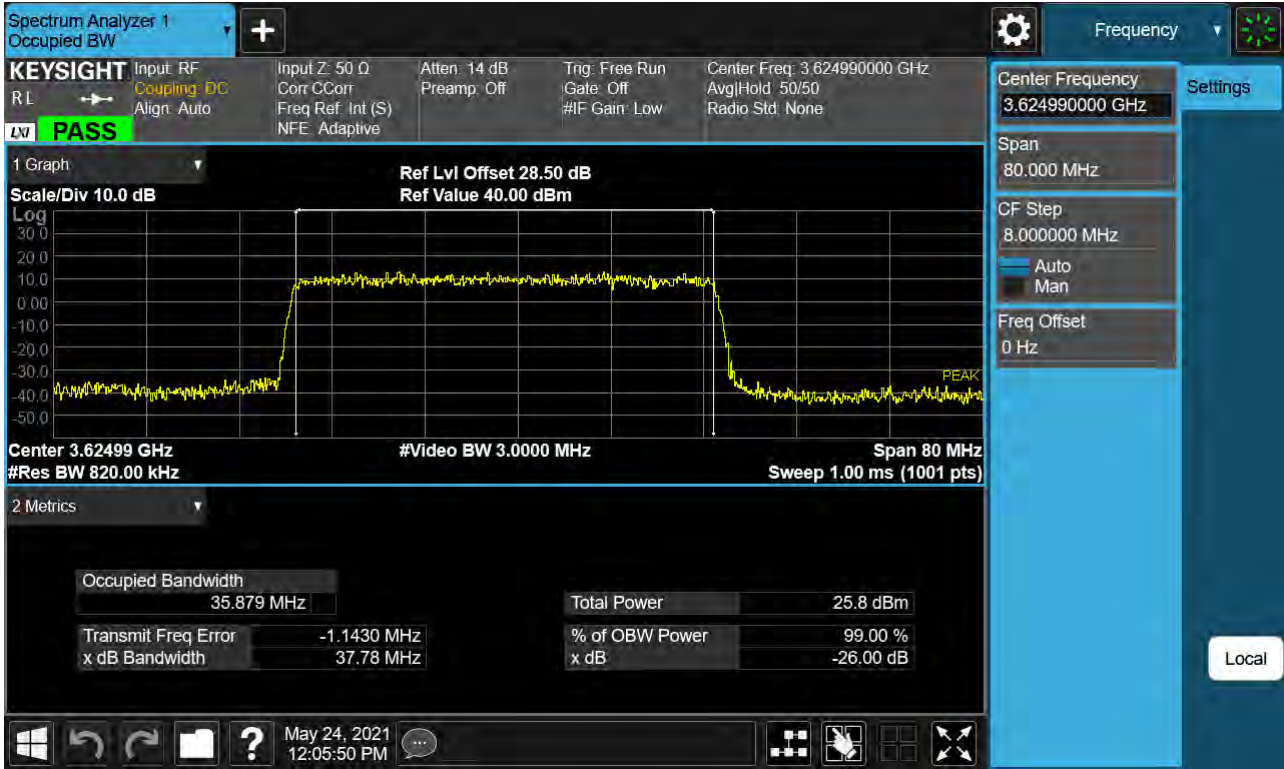 Spectrum Analyzer 1
Occupied BW
Frequency
KEYSIGHT
R L
LXI PASS
Input: RF
Coupling: DC
Align: Auto
Input Z: 50 Ω
Corr CCorr
Freq Ref: Int (S)
NFE: Adaptive
Atten: 14 dB
Preamp: Off
Trig: Free Run
Gate: Off
#IF Gain: Low
Center Freq: 3.624990000 GHz
Avg|Hold: 50/50
Radio Std: None
Center Frequency
3.624990000 GHz
Settings
Span
80.000 MHz
CF Step
8.000000 MHz
Auto
Man
Freq Offset
0 Hz
Local
1 Graph
Scale/Div 10.0 dB
Ref Lvl Offset 28.50 dB
Ref Value 40.00 dBm
Log
30.0
20.0
10.0
0.00
-10.0
-20.0
-30.0
-40.0
-50.0
PEAK
Center 3.62499 GHz
#Video BW 3.0000 MHz
Span 80 MHz
#Res BW 820.00 kHz
Sweep 1.00 ms (1001 pts)
2 Metrics
Occupied Bandwidth
35.879 MHz
Total Power 25.8 dBm
Transmit Freq Error -1.1430 MHz
% of OBW Power 99.00 %
x dB Bandwidth 37.78 MHz
x dB -26.00 dB
?
May 24, 2021
12:05:50 PM